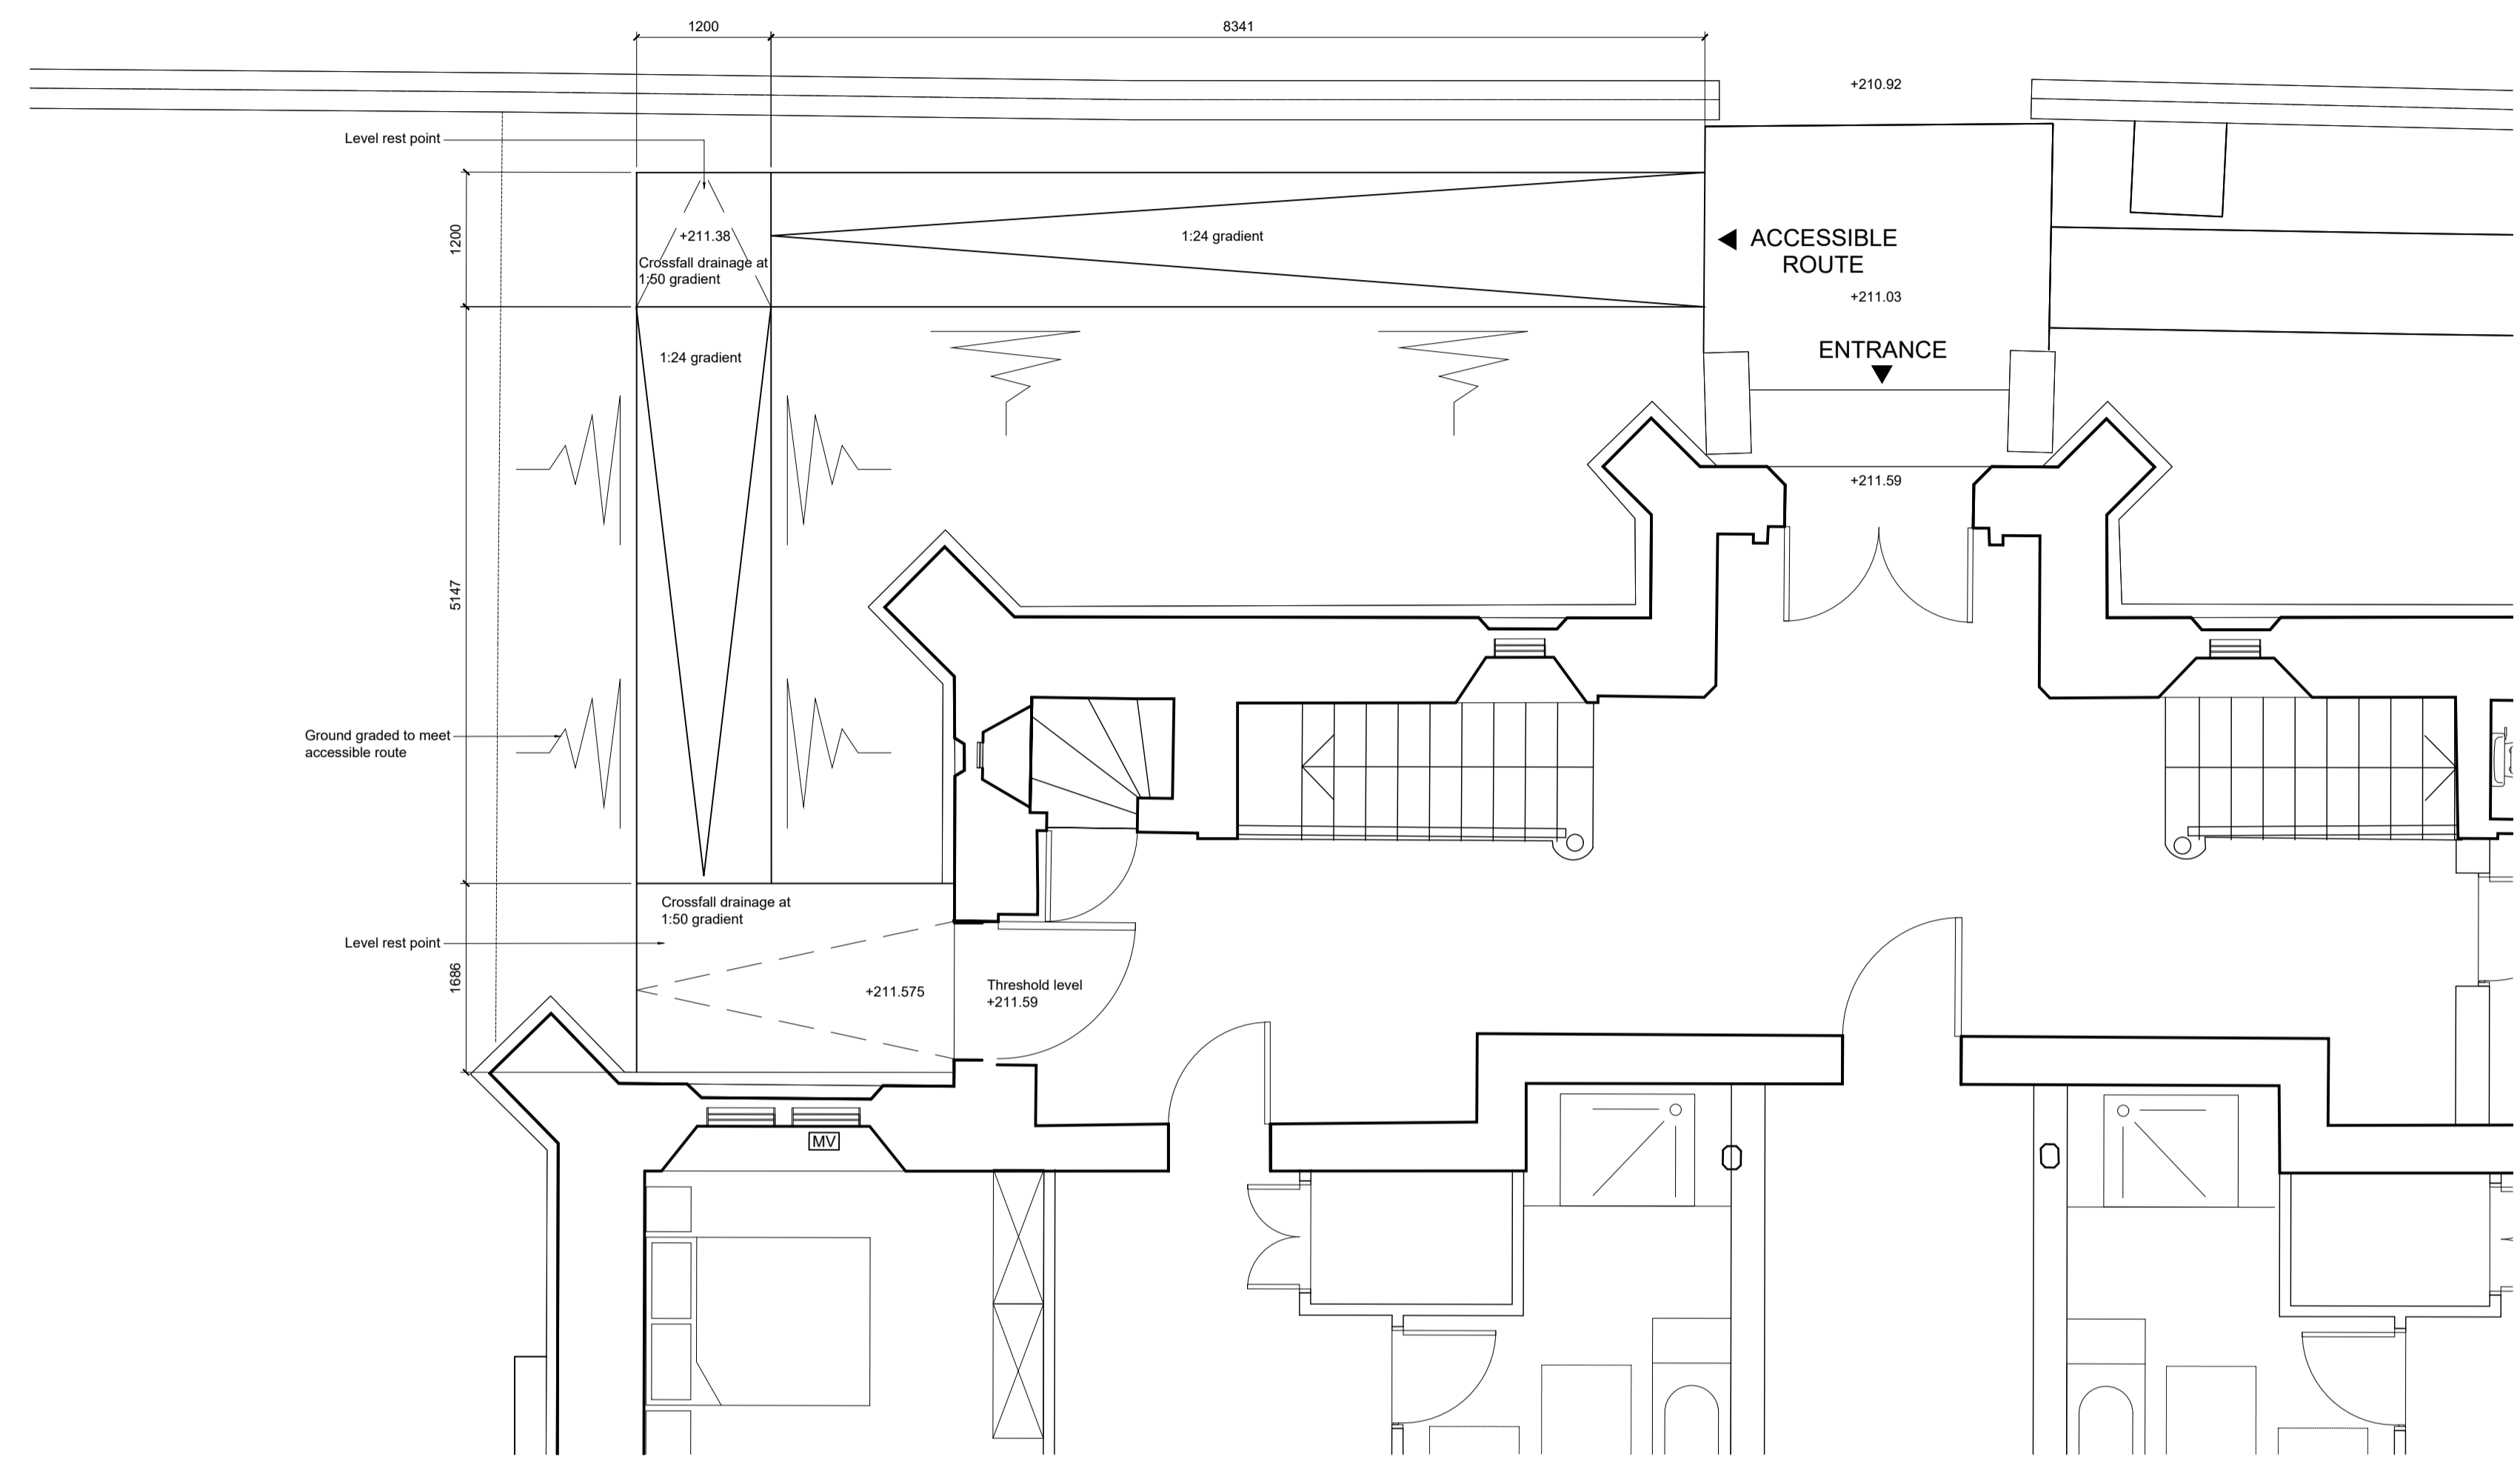 1200
8341
+210.92
Level rest point
1200
+211.38
1:24 gradient
ACCESSIBLE
ROUTE
Crossfall drainage at
1:50 gradient
+211.03
1:24 gradient
ENTRANCE
+211.59
5147
Ground graded to meet
accessible route
Crossfall drainage at
1:50 gradient
Level rest point
1686
+211.575
Threshold level
+211.59
MV